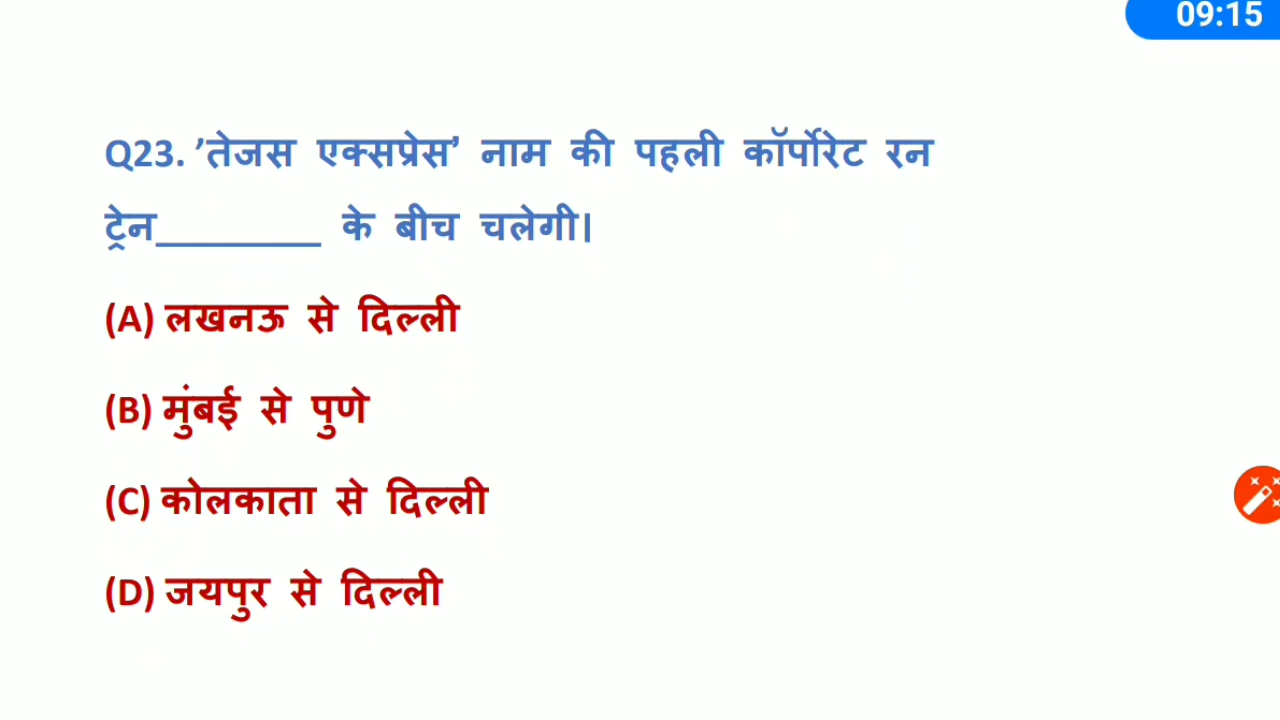 09:15
Q23. ’तेजस एक्सप्रेस’ नाम की पहली कॉर्पोरेट रन
ट्रेन________ के बीच चलेगी।
(A) लखनऊ से दिल्ली
(B) मुंबई से पुणे
(C) कोलकाता से दिल्ली
(D) जयपुर से दिल्ली